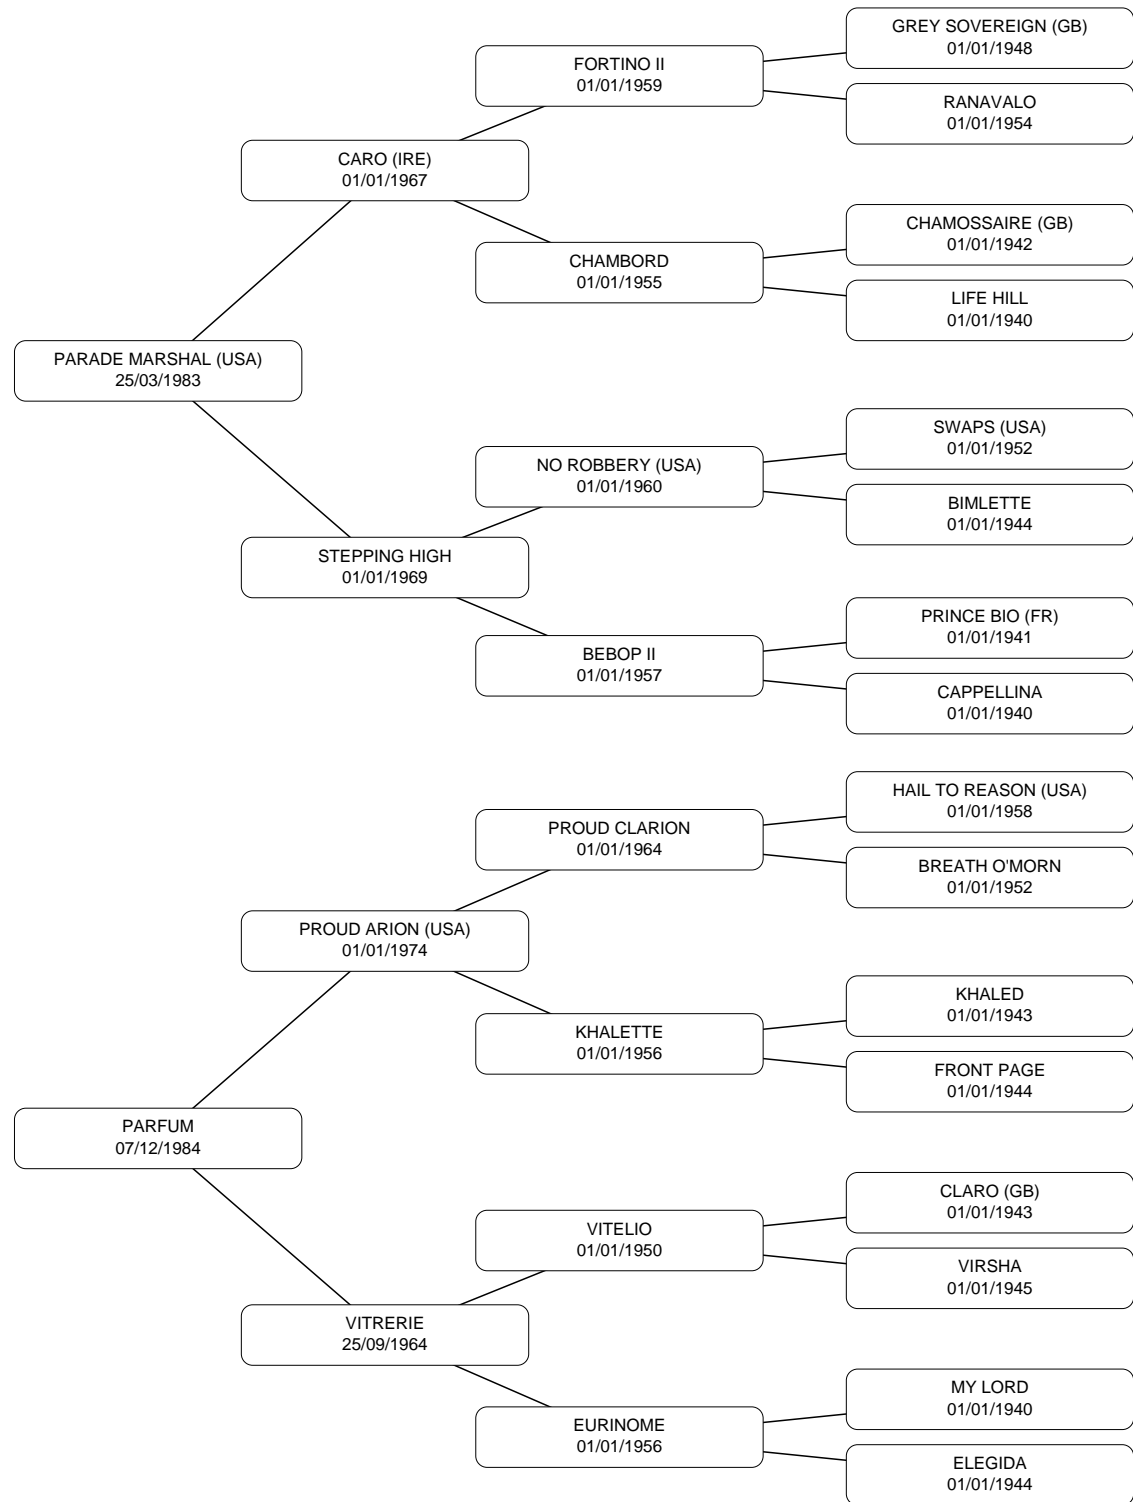 GREY SOVEREIGN (GB)
01/01/1948
FORTINO II
01/01/1959
RANAVALO
01/01/1954
CARO (IRE)
01/01/1967
CHAMOSSAIRE (GB)
01/01/1942
CHAMBORD
01/01/1955
LIFE HILL
01/01/1940
PARADE MARSHAL (USA)
25/03/1983
SWAPS (USA)
01/01/1952
NO ROBBERY (USA)
01/01/1960
BIMLETTE
01/01/1944
STEPPING HIGH
01/01/1969
PRINCE BIO (FR)
01/01/1941
BEBOP II
01/01/1957
CAPPELLINA
01/01/1940
HAIL TO REASON (USA)
01/01/1958
PROUD CLARION
01/01/1964
BREATH O'MORN
01/01/1952
PROUD ARION (USA)
01/01/1974
KHALED
01/01/1943
KHALETTE
01/01/1956
FRONT PAGE
01/01/1944
PARFUM
07/12/1984
CLARO (GB)
01/01/1943
VITELIO
01/01/1950
VIRSHA
01/01/1945
VITRERIE
25/09/1964
MY LORD
01/01/1940
EURINOME
01/01/1956
ELEGIDA
01/01/1944